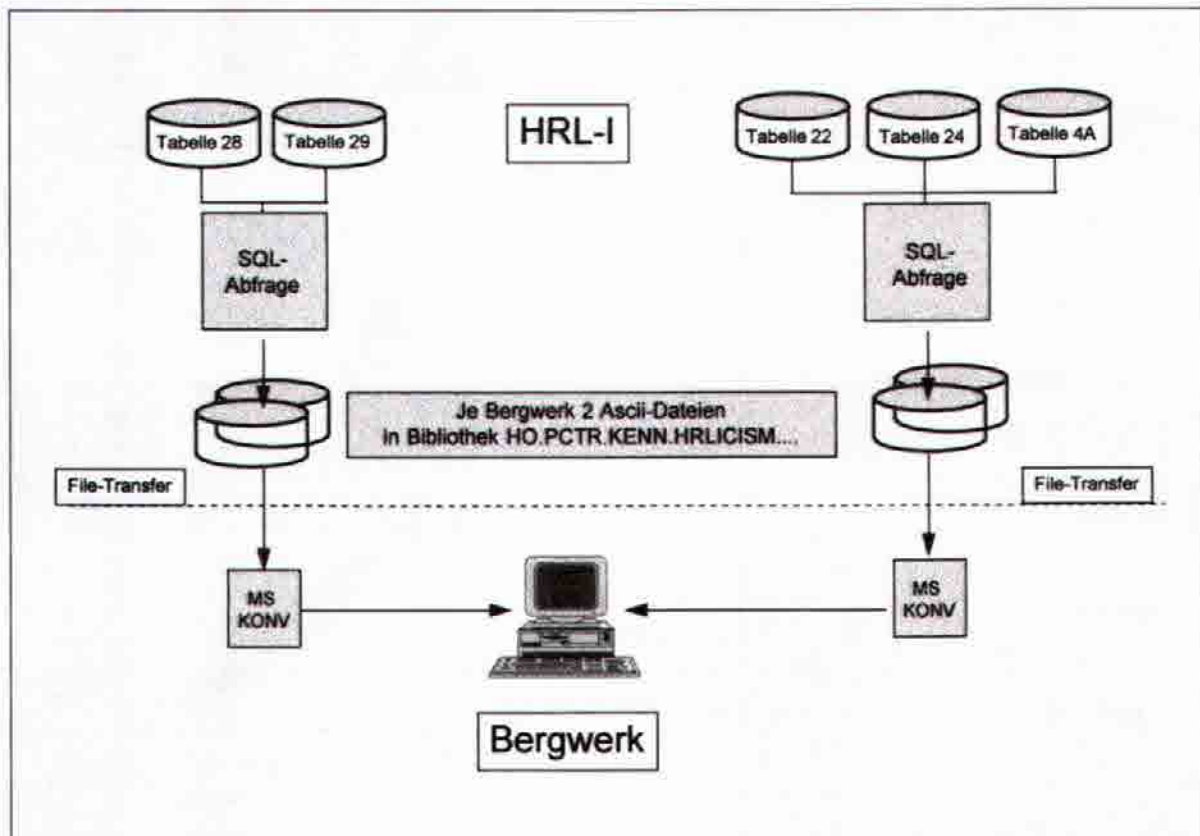 Tabelle 28
Tabelle 29
HRL-I
Tabelle 22
Tabelle 24
Tabelle 4A
SQL-
Abfrage
SQL-
Abfrage
Je Bergwerk 2 Ascii-Dateien
in Bibliothek HO.PCTR.KENN.HRLICISM....
File-Transfer
File-Transfer
MS
KONV
MS
KONV
Bergwerk